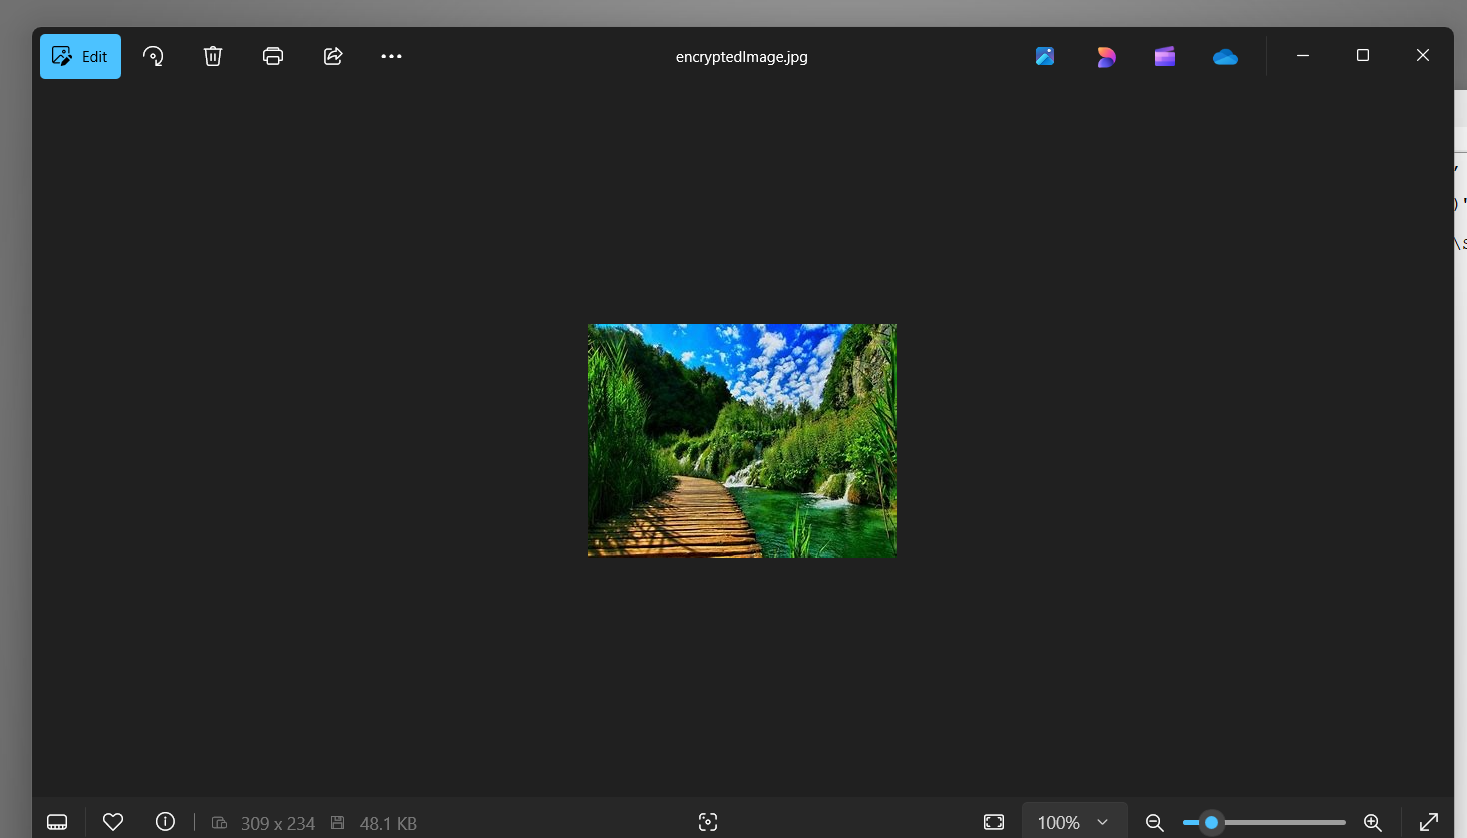 Edit
encryptedImage.jpg
309 x 234
48.1 KB
100%